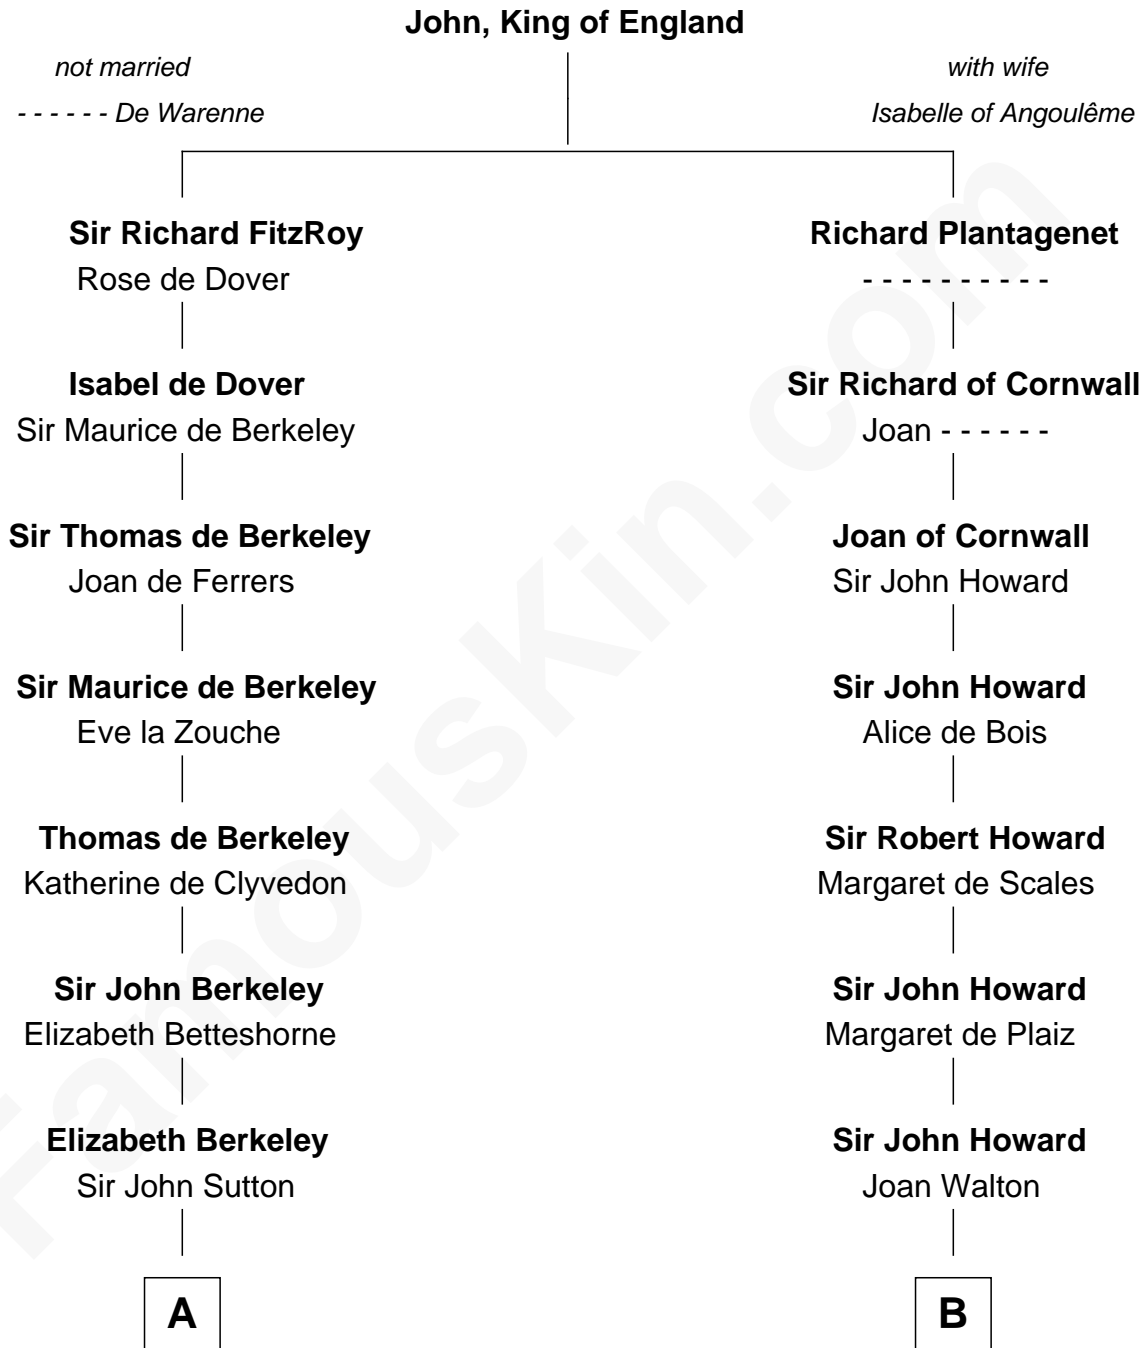 John, King of England
not married
with wife
- - - - - - De Warenne
Isabelle of Angoulême
Sir Richard FitzRoy
Richard Plantagenet
Rose de Dover
- - - - - - - - - -
Isabel de Dover
Sir Richard of Cornwall
Sir Maurice de Berkeley
Joan - - - - - -
Sir Thomas de Berkeley
Joan of Cornwall
Joan de Ferrers
Sir John Howard
Sir Maurice de Berkeley
Sir John Howard
Eve la Zouche
Alice de Bois
Thomas de Berkeley
Sir Robert Howard
Katherine de Clyvedon
Margaret de Scales
Sir John Berkeley
Sir John Howard
Elizabeth Betteshorne
Margaret de Plaiz
Elizabeth Berkeley
Sir John Howard
Sir John Sutton
Joan Walton
A
B
FamousKin.com